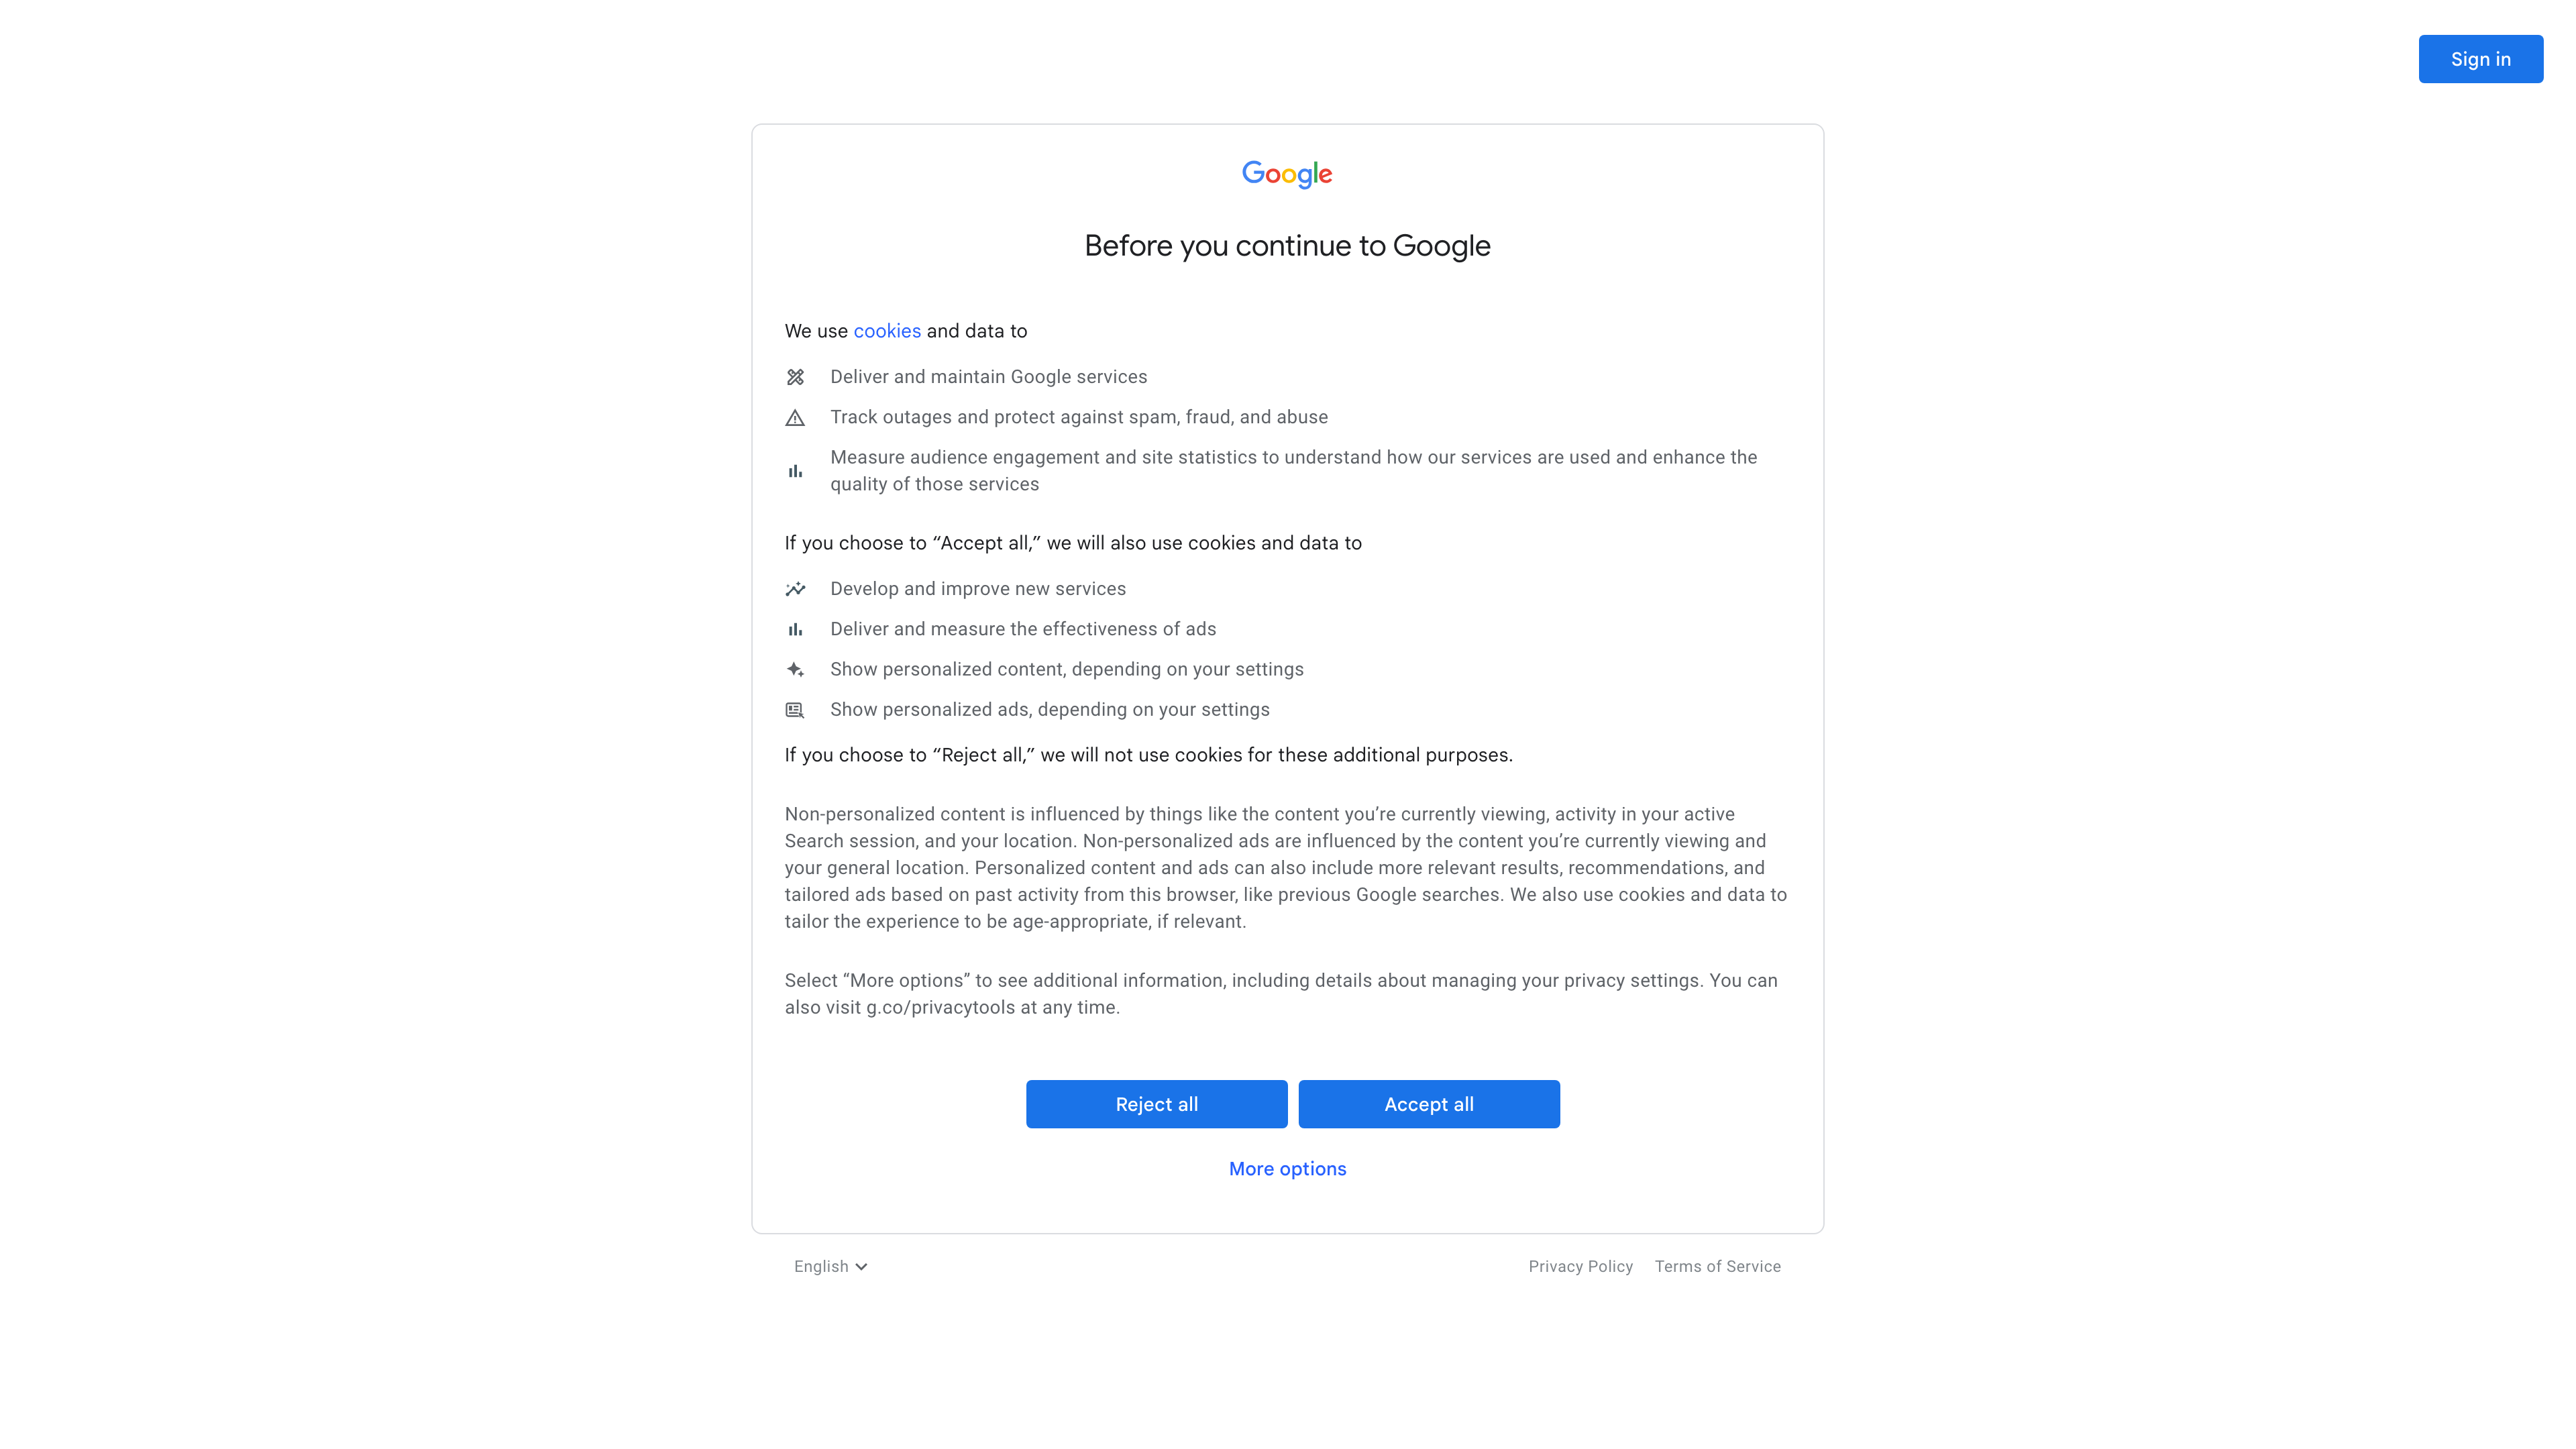 Sign in
Google
Before you continue to Google
We use cookies and data to
Deliver and maintain Google services
Track outages and protect against spam, fraud, and abuse
Measure audience engagement and site statistics to understand how our services are used and enhance the
quality of those services
If you choose to “Accept all,” we will also use cookies and data to
Develop and improve new services
Deliver and measure the effectiveness of ads
Show personalized content, depending on your settings
Show personalized ads, depending on your settings
If you choose to “Reject all,” we will not use cookies for these additional purposes.
Non-personalized content is influenced by things like the content you’re currently viewing, activity in your active
Search session, and your location. Non-personalized ads are influenced by the content you’re currently viewing and
your general location. Personalized content and ads can also include more relevant results, recommendations, and
tailored ads based on past activity from this browser, like previous Google searches. We also use cookies and data to
tailor the experience to be age-appropriate, if relevant.
Select “More options” to see additional information, including details about managing your privacy settings. You can
also visit g.co/privacytools at any time.
Reject all Accept all
More options
English Privacy Policy Terms of Service